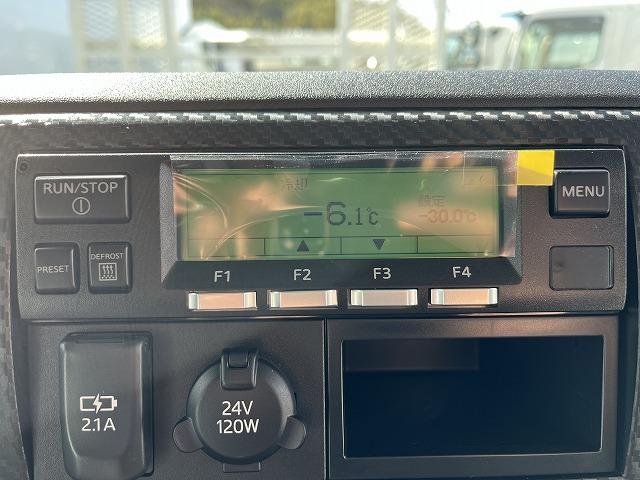 RUN/STOP
冷却
-6.1℃
設定
-30.0℃
▲ ▼
MENU
PRESET
DEFROST
F1 F2 F3 F4
2.1A
24V
120W